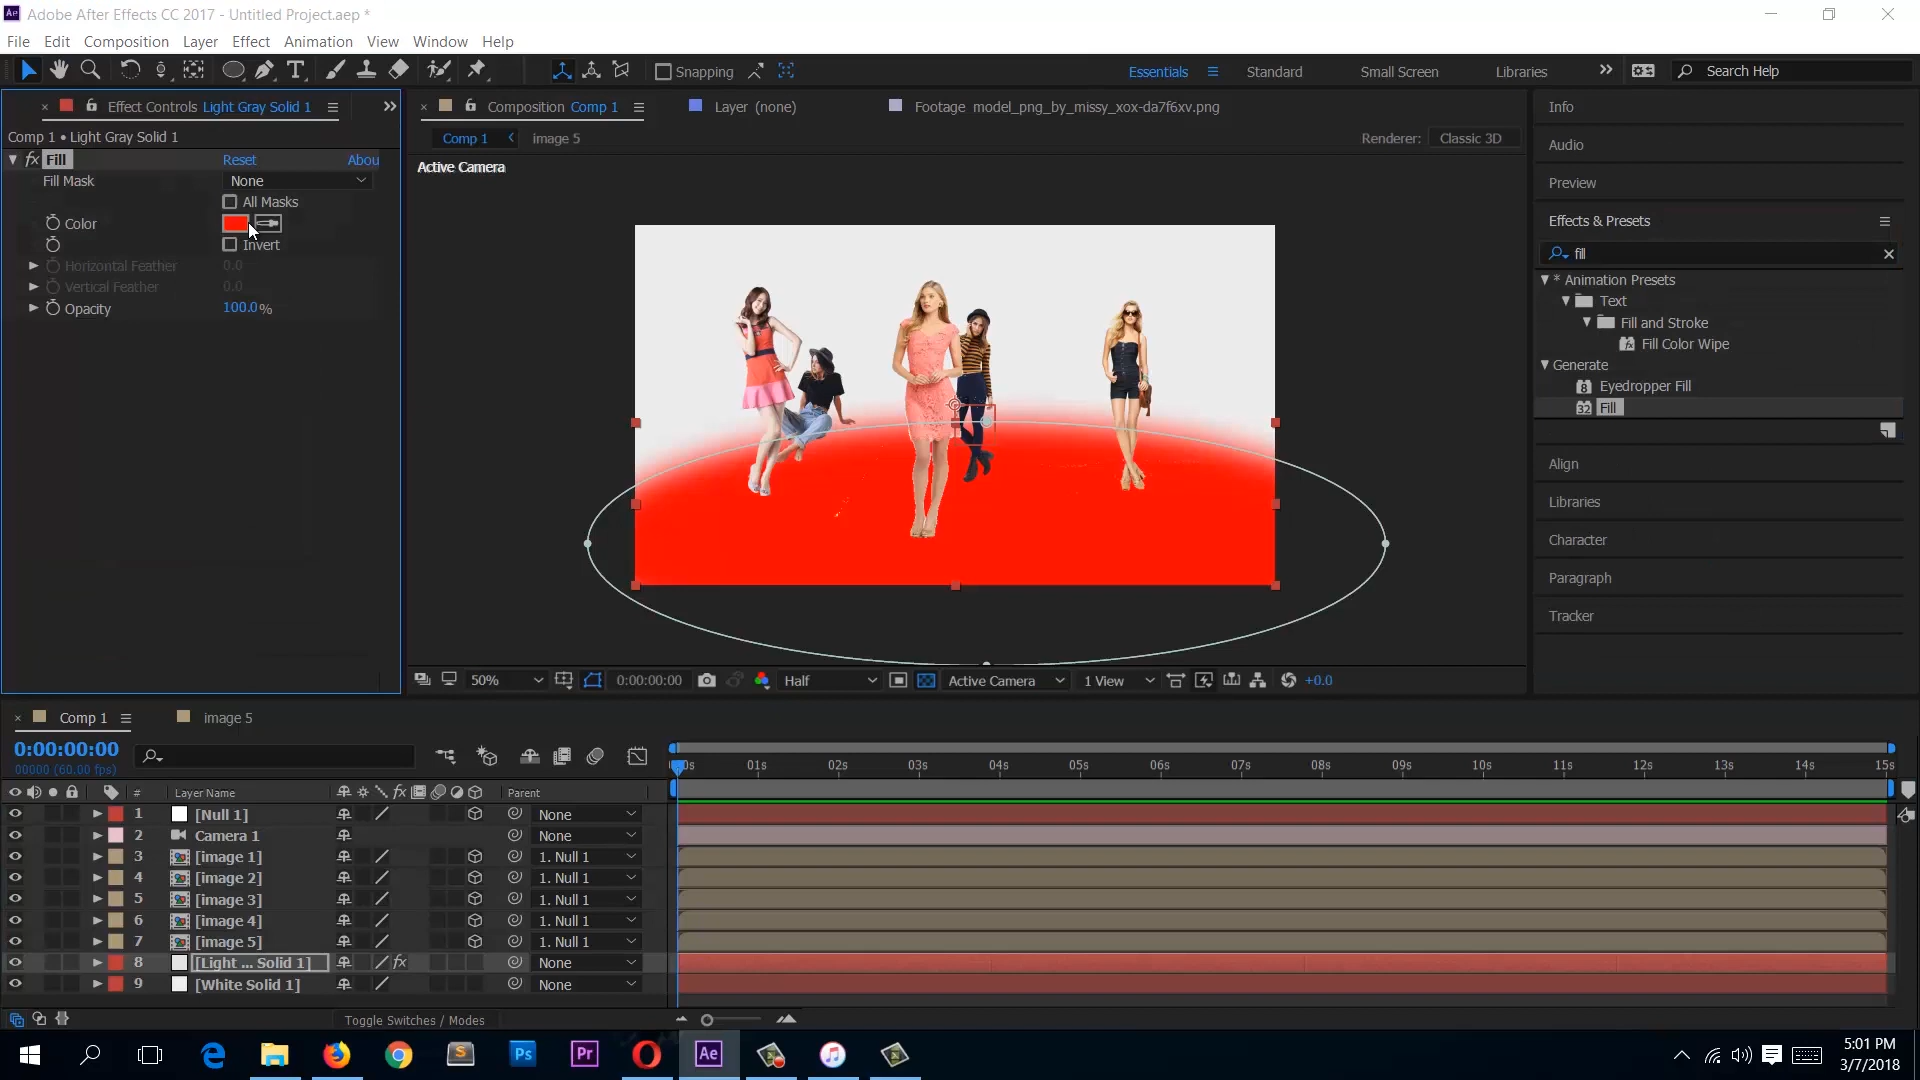 Adobe After Effects CC 2017 - Untitled Project.aep *
File Edit Composition Layer Effect Animation View Window Help
Snapping
Essentials
Standard
Small Screen
Libraries
Search Help
Effect Controls Light Gray Solid 1
Comp 1 • Light Gray Solid 1
fx Fill Reset Abou
Fill Mask None
All Masks
Color
Invert
Horizontal Feather 0.0
Vertical Feather 0.0
Opacity 100.0%
Composition Comp 1
Layer (none)
Footage model_png_by_missy_xox-da7f6xv.png
Comp 1 image 5
Renderer: Classic 3D
Active Camera
50% 0:00:00:00 Half Active Camera 1 View +0.0
Info
Audio
Preview
Effects & Presets
fill
* Animation Presets
Text
Fill and Stroke
Fill Color Wipe
Generate
Eyedropper Fill
Fill
Align
Libraries
Character
Paragraph
Tracker
Comp 1 image 5
0:00:00:00
00000 (60.00 fps)
01s 02s 03s 04s 05s 06s 07s 08s 09s 10s 11s 12s 13s 14s 15s
# Layer Name fx Parent
1 [Null 1] None
2 Camera 1 None
3 [image 1] 1. Null 1
4 [image 2] 1. Null 1
5 [image 3] 1. Null 1
6 [image 4] 1. Null 1
7 [image 5] 1. Null 1
8 [Light ... Solid 1] fx None
9 [White Solid 1] None
Toggle Switches / Modes
5:01 PM
3/7/2018